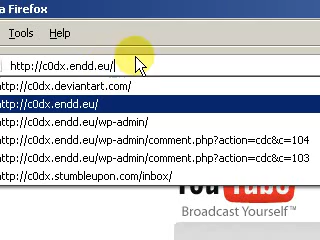 a Firefox
Tools Help
http://c0dx.endd.eu/
http://c0dx.deviantart.com/
http://c0dx.endd.eu/
http://c0dx.endd.eu/wp-admin/
http://c0dx.endd.eu/wp-admin/comment.php?action=cdc&c=104
http://c0dx.endd.eu/wp-admin/comment.php?action=cdc&c=103
http://c0dx.stumbleupon.com/inbox/
You Tube
Broadcast Yourself™